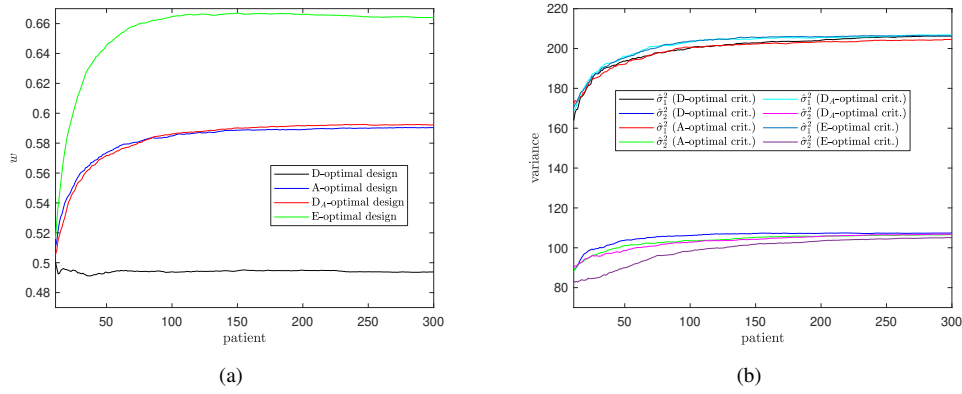 0.66
0.64
0.62
0.6
0.58
0.56
0.54
0.52
0.5
0.48
w
D-optimal design
A-optimal design
D_A-optimal design
E-optimal design
50 100 150 200 250 300
patient
(a)
200
180
160
140
120
100
80
variance
σ̂₁² (D-optimal crit.)
σ̂₂² (D-optimal crit.)
σ̂₁² (A-optimal crit.)
σ̂₂² (A-optimal crit.)
σ̂₁² (D_A-optimal crit.)
σ̂₂² (D_A-optimal crit.)
σ̂₁² (E-optimal crit.)
σ̂₂² (E-optimal crit.)
50 100 150 200 250 300
patient
(b)